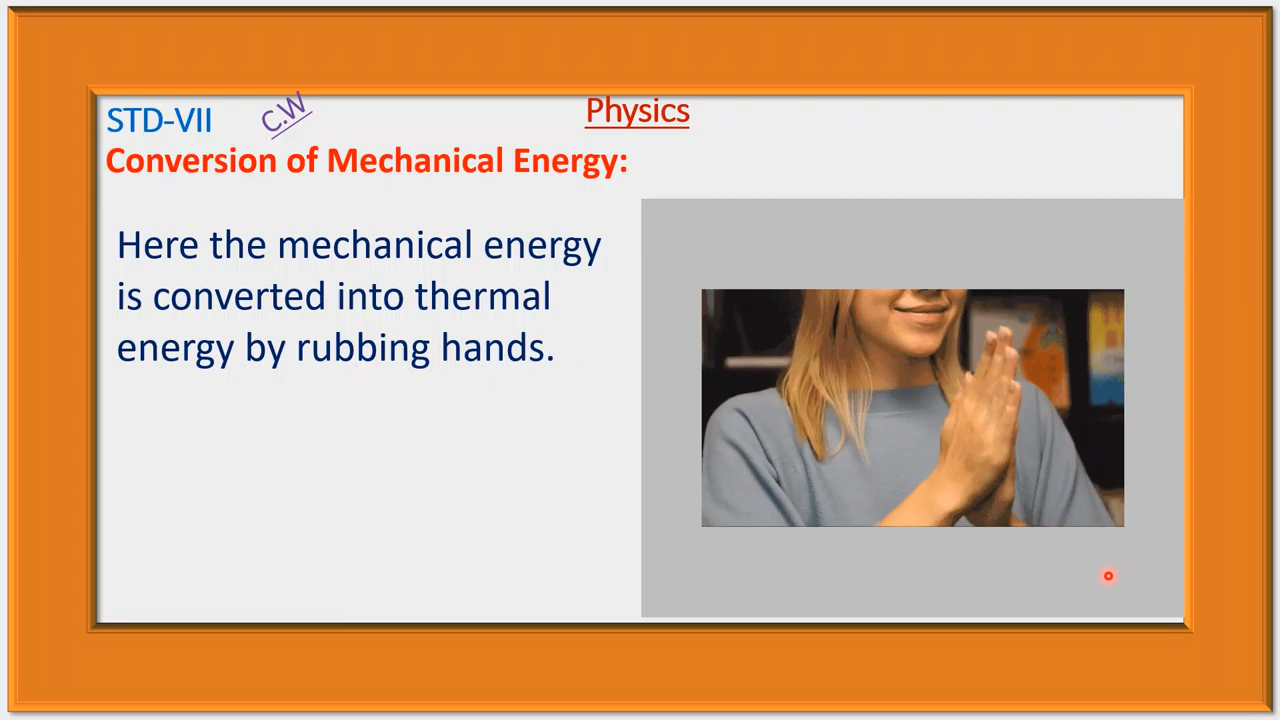 STD-VII
C.W
Physics
Conversion of Mechanical Energy:
Here the mechanical energy
is converted into thermal
energy by rubbing hands.